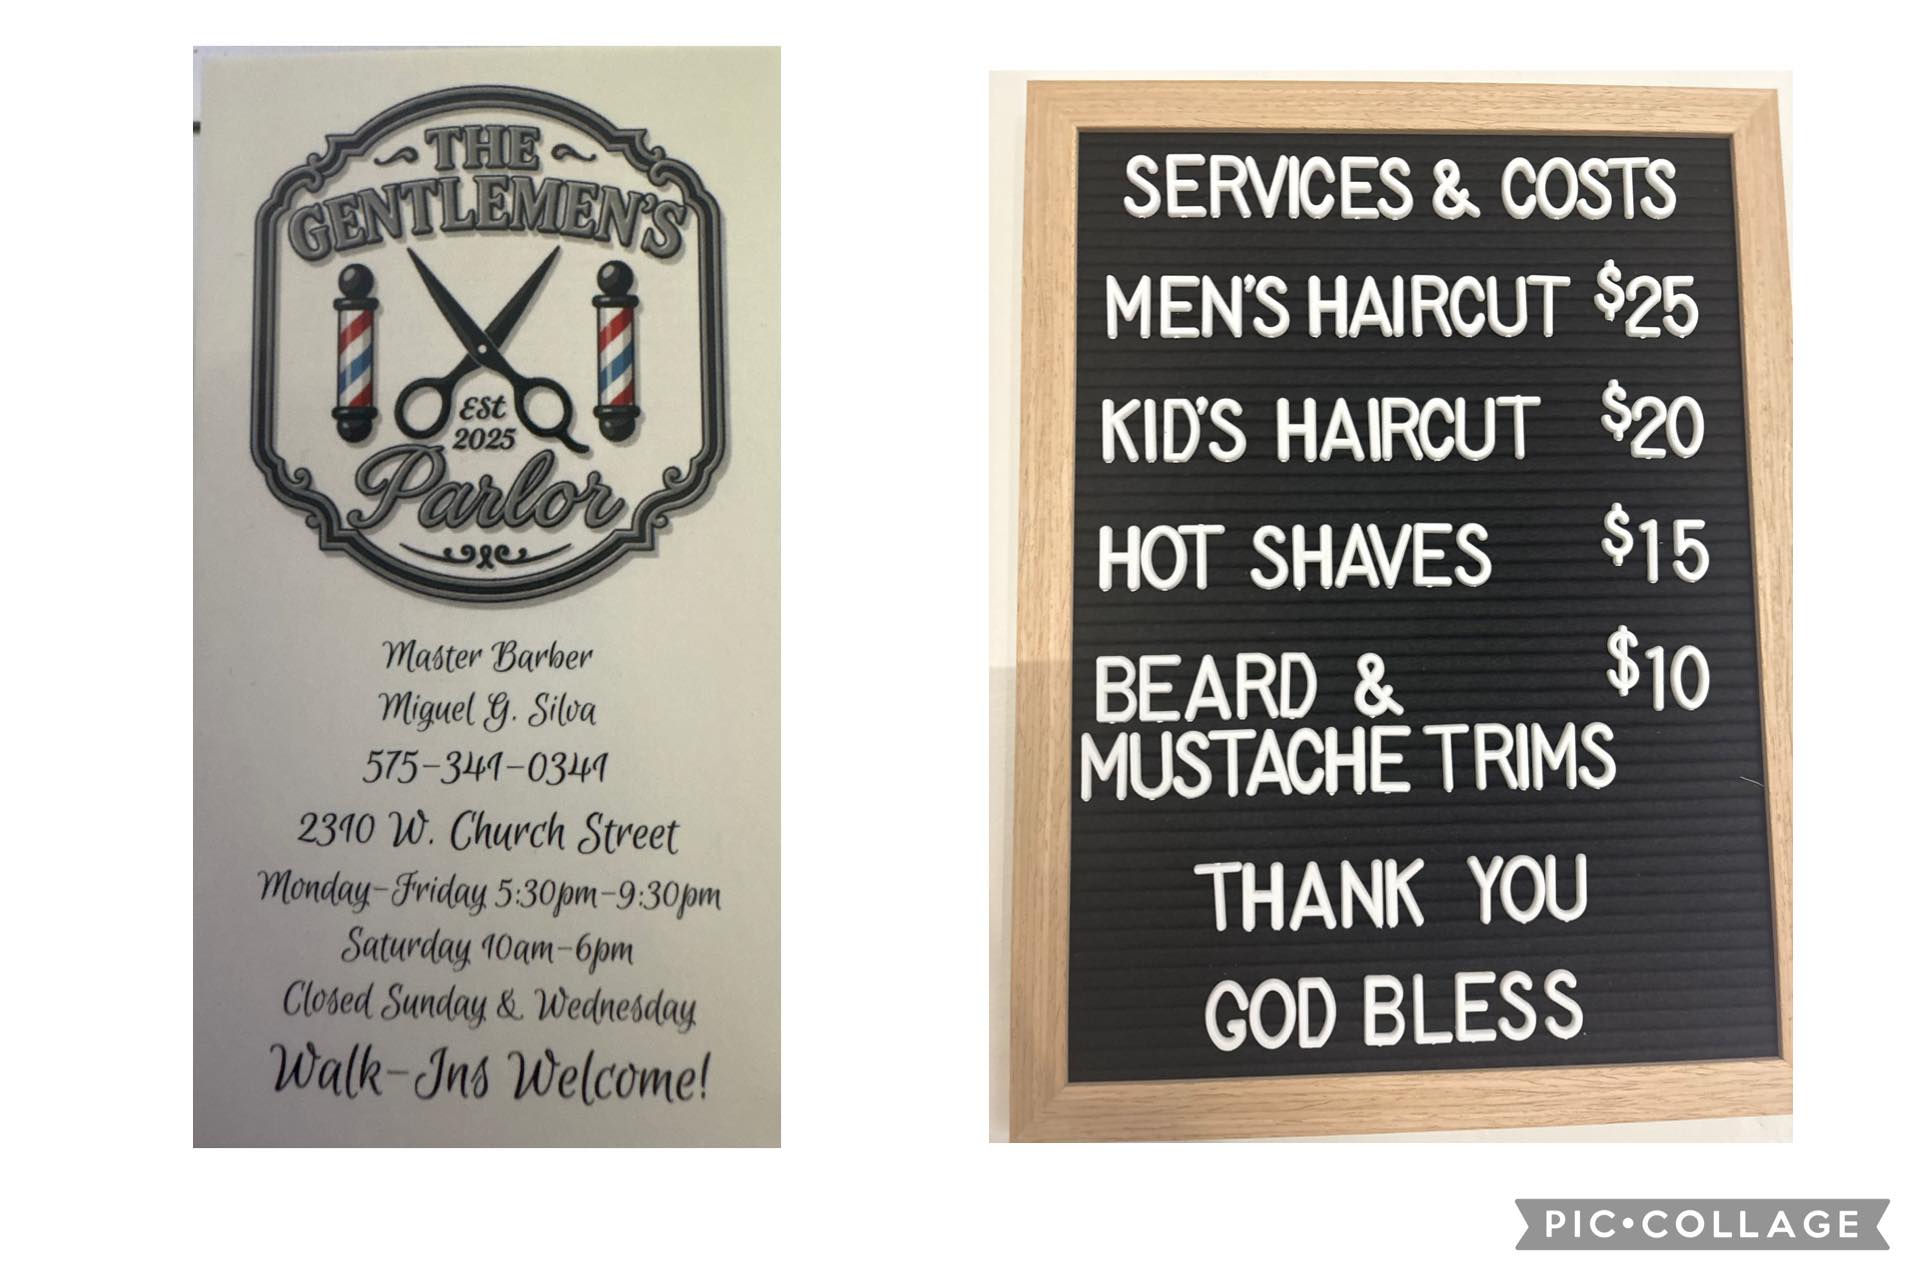 THE
GENTLEMEN'S
Est
2025
Parlor
Master Barber
Miguel G. Silva
575-341-0341
2310 W. Church Street
Monday-Friday 5:30pm-9:30pm
Saturday 10am-6pm
Closed Sunday & Wednesday
Walk-Ins Welcome!
SERVICES & COSTS
MEN'S HAIRCUT $25
KID'S HAIRCUT $20
HOT SHAVES $15
BEARD & $10
MUSTACHE TRIMS
THANK YOU
GOD BLESS
PIC•COLLAGE